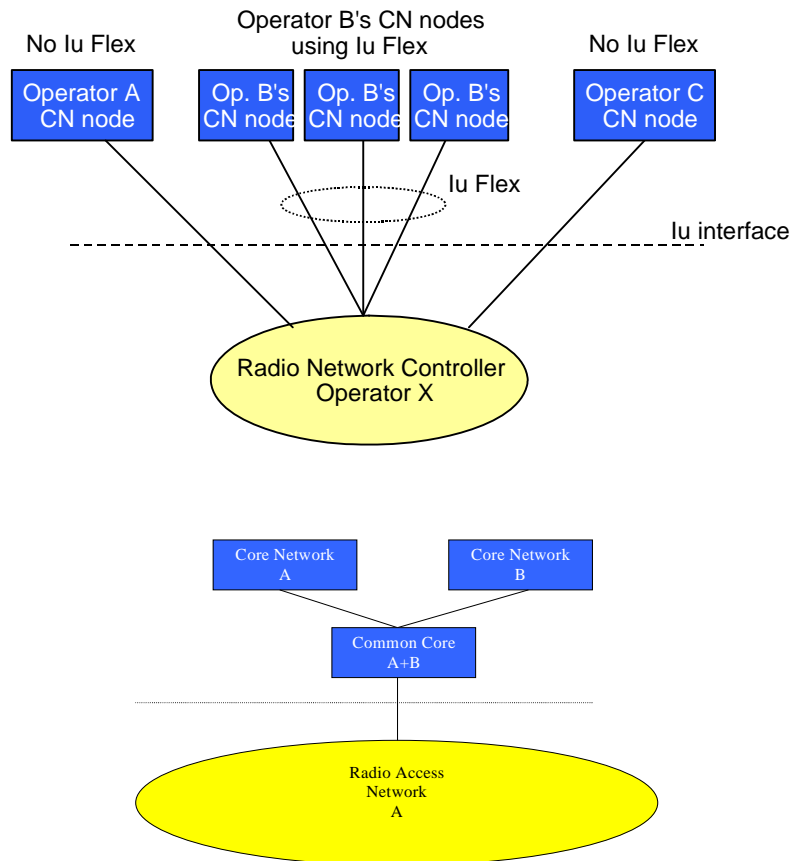 Operator B's CN nodes
using Iu Flex
No Iu Flex
No Iu Flex
Operator A
CN node
Op. B's
CN node
Op. B's
CN node
Op. B's
CN node
Operator C
CN node
Iu Flex
Iu interface
Radio Network Controller
Operator X
Core Network
A
Core Network
B
Common Core
A+B
Radio Access
Network
A